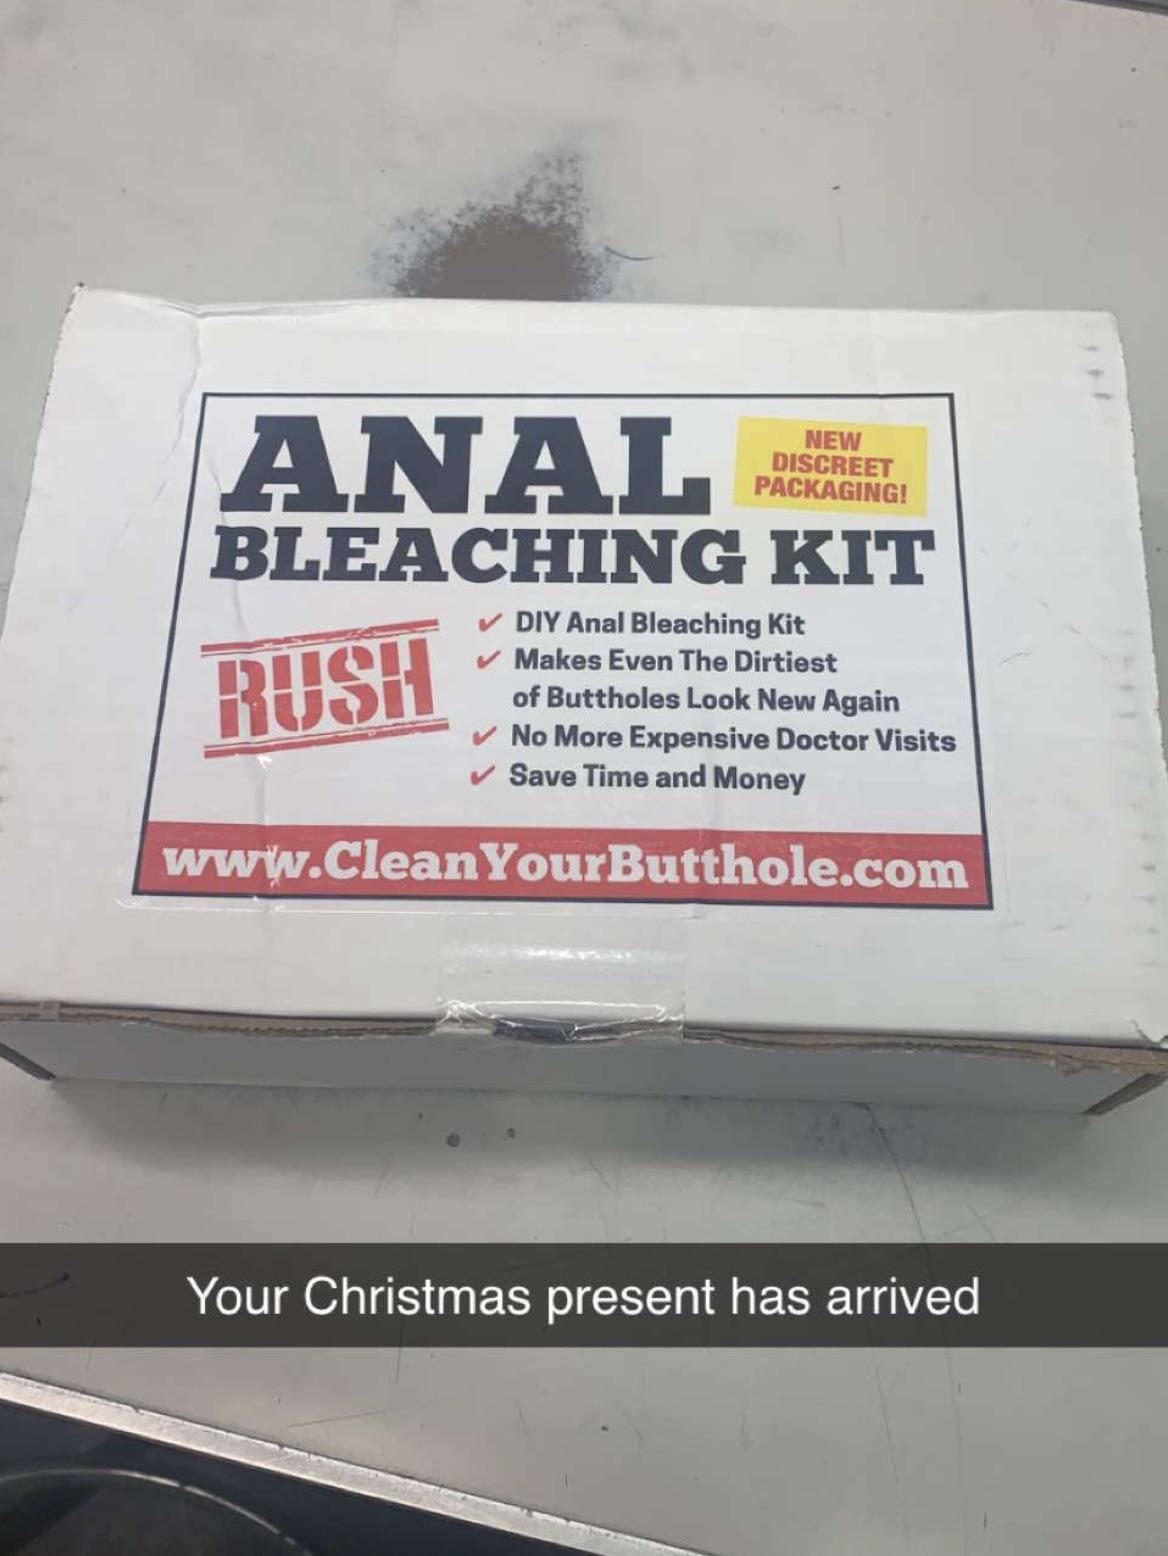 ANAL
NEW
DISCREET
PACKAGING!
BLEACHING KIT
RUSH
✓ DIY Anal Bleaching Kit
✓ Makes Even The Dirtiest
of Buttholes Look New Again
✓ No More Expensive Doctor Visits
✓ Save Time and Money
www.CleanYourButthole.com
Your Christmas present has arrived